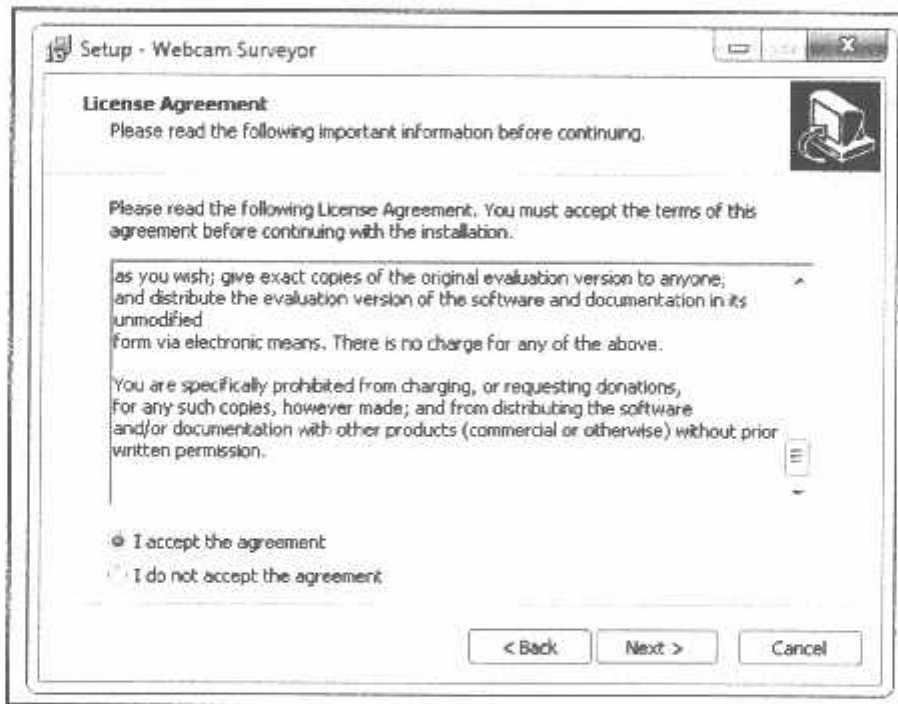 Setup - Webcam Surveyor
License Agreement
Please read the following important information before continuing.
Please read the following License Agreement. You must accept the terms of this
agreement before continuing with the installation.
as you wish; give exact copies of the original evaluation version to anyone;
and distribute the evaluation version of the software and documentation in its
unmodified
form via electronic means. There is no charge for any of the above.
You are specifically prohibited from charging, or requesting donations,
for any such copies, however made; and from distributing the software
and/or documentation with other products (commercial or otherwise) without prior
written permission.
I accept the agreement
I do not accept the agreement
< Back
Next >
Cancel